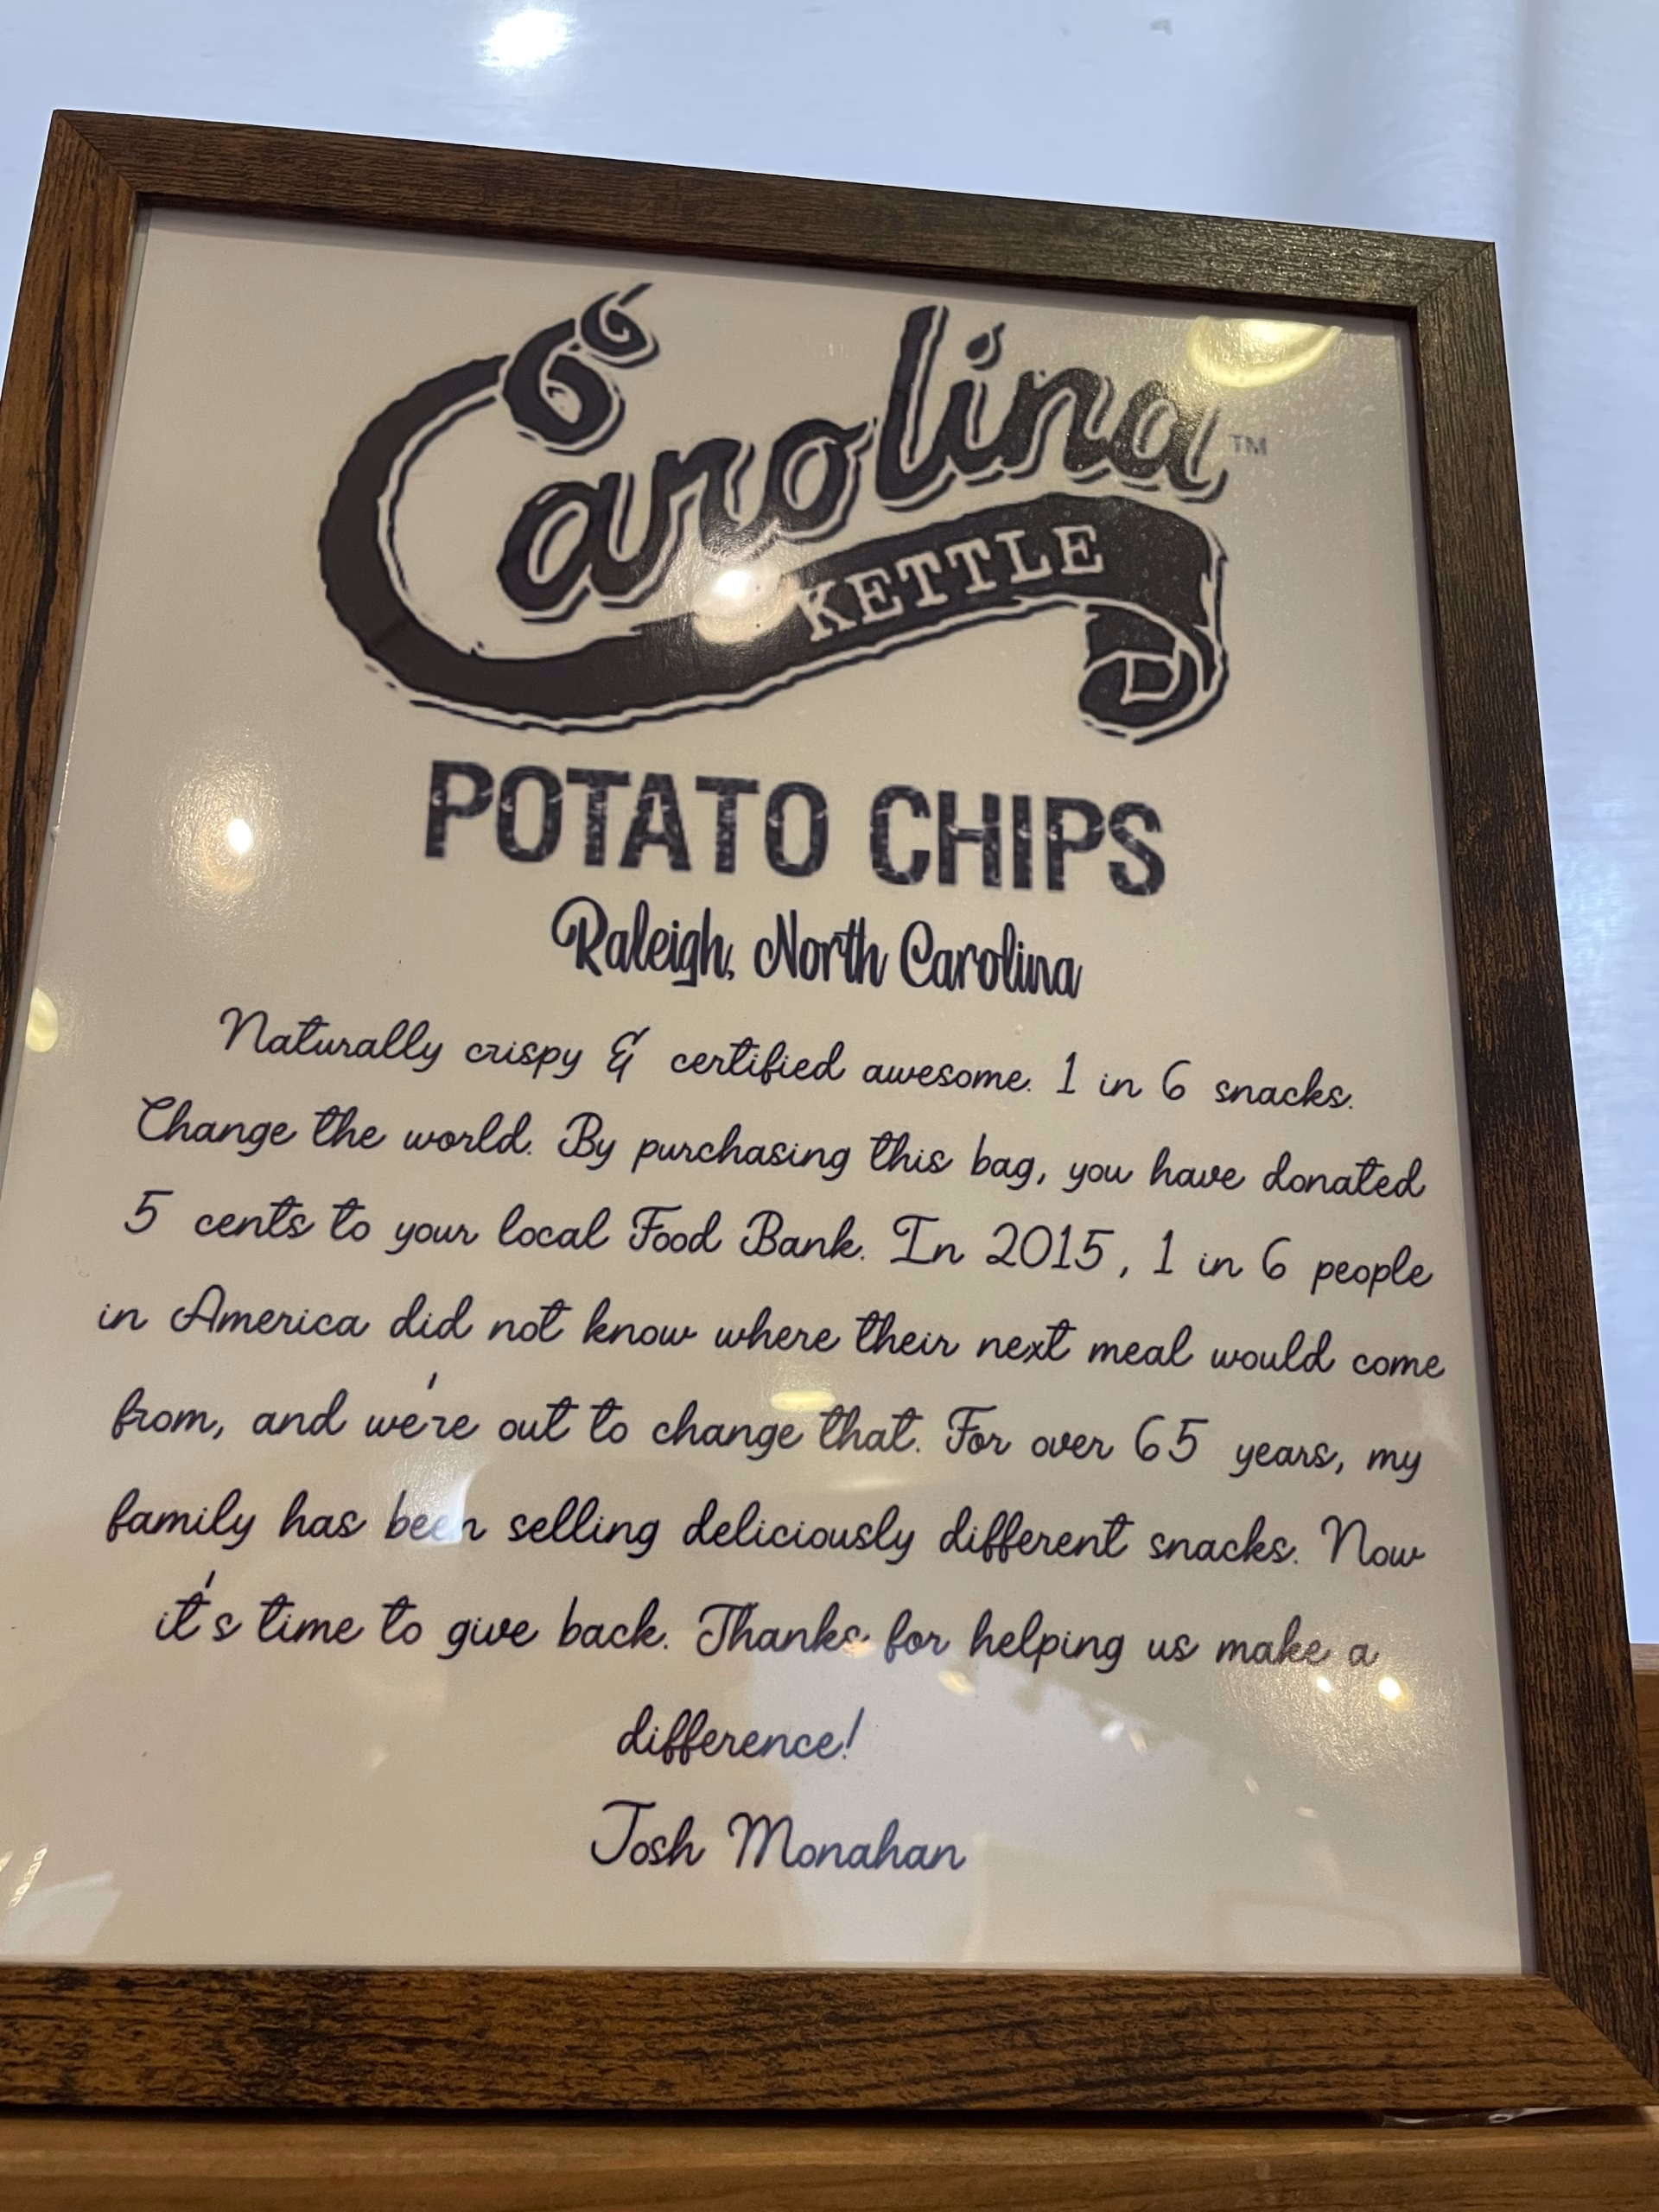 Carolina™
KETTLE
POTATO CHIPS
Raleigh, North Carolina
Naturally crispy & certified awesome. 1 in 6 snacks.
Change the world. By purchasing this bag, you have donated
5 cents to your local Food Bank. In 2015, 1 in 6 people
in America did not know where their next meal would come
from, and we're out to change that. For over 65 years, my
family has been selling deliciously different snacks. Now
it's time to give back. Thanks for helping us make a
difference!
Josh Monahan